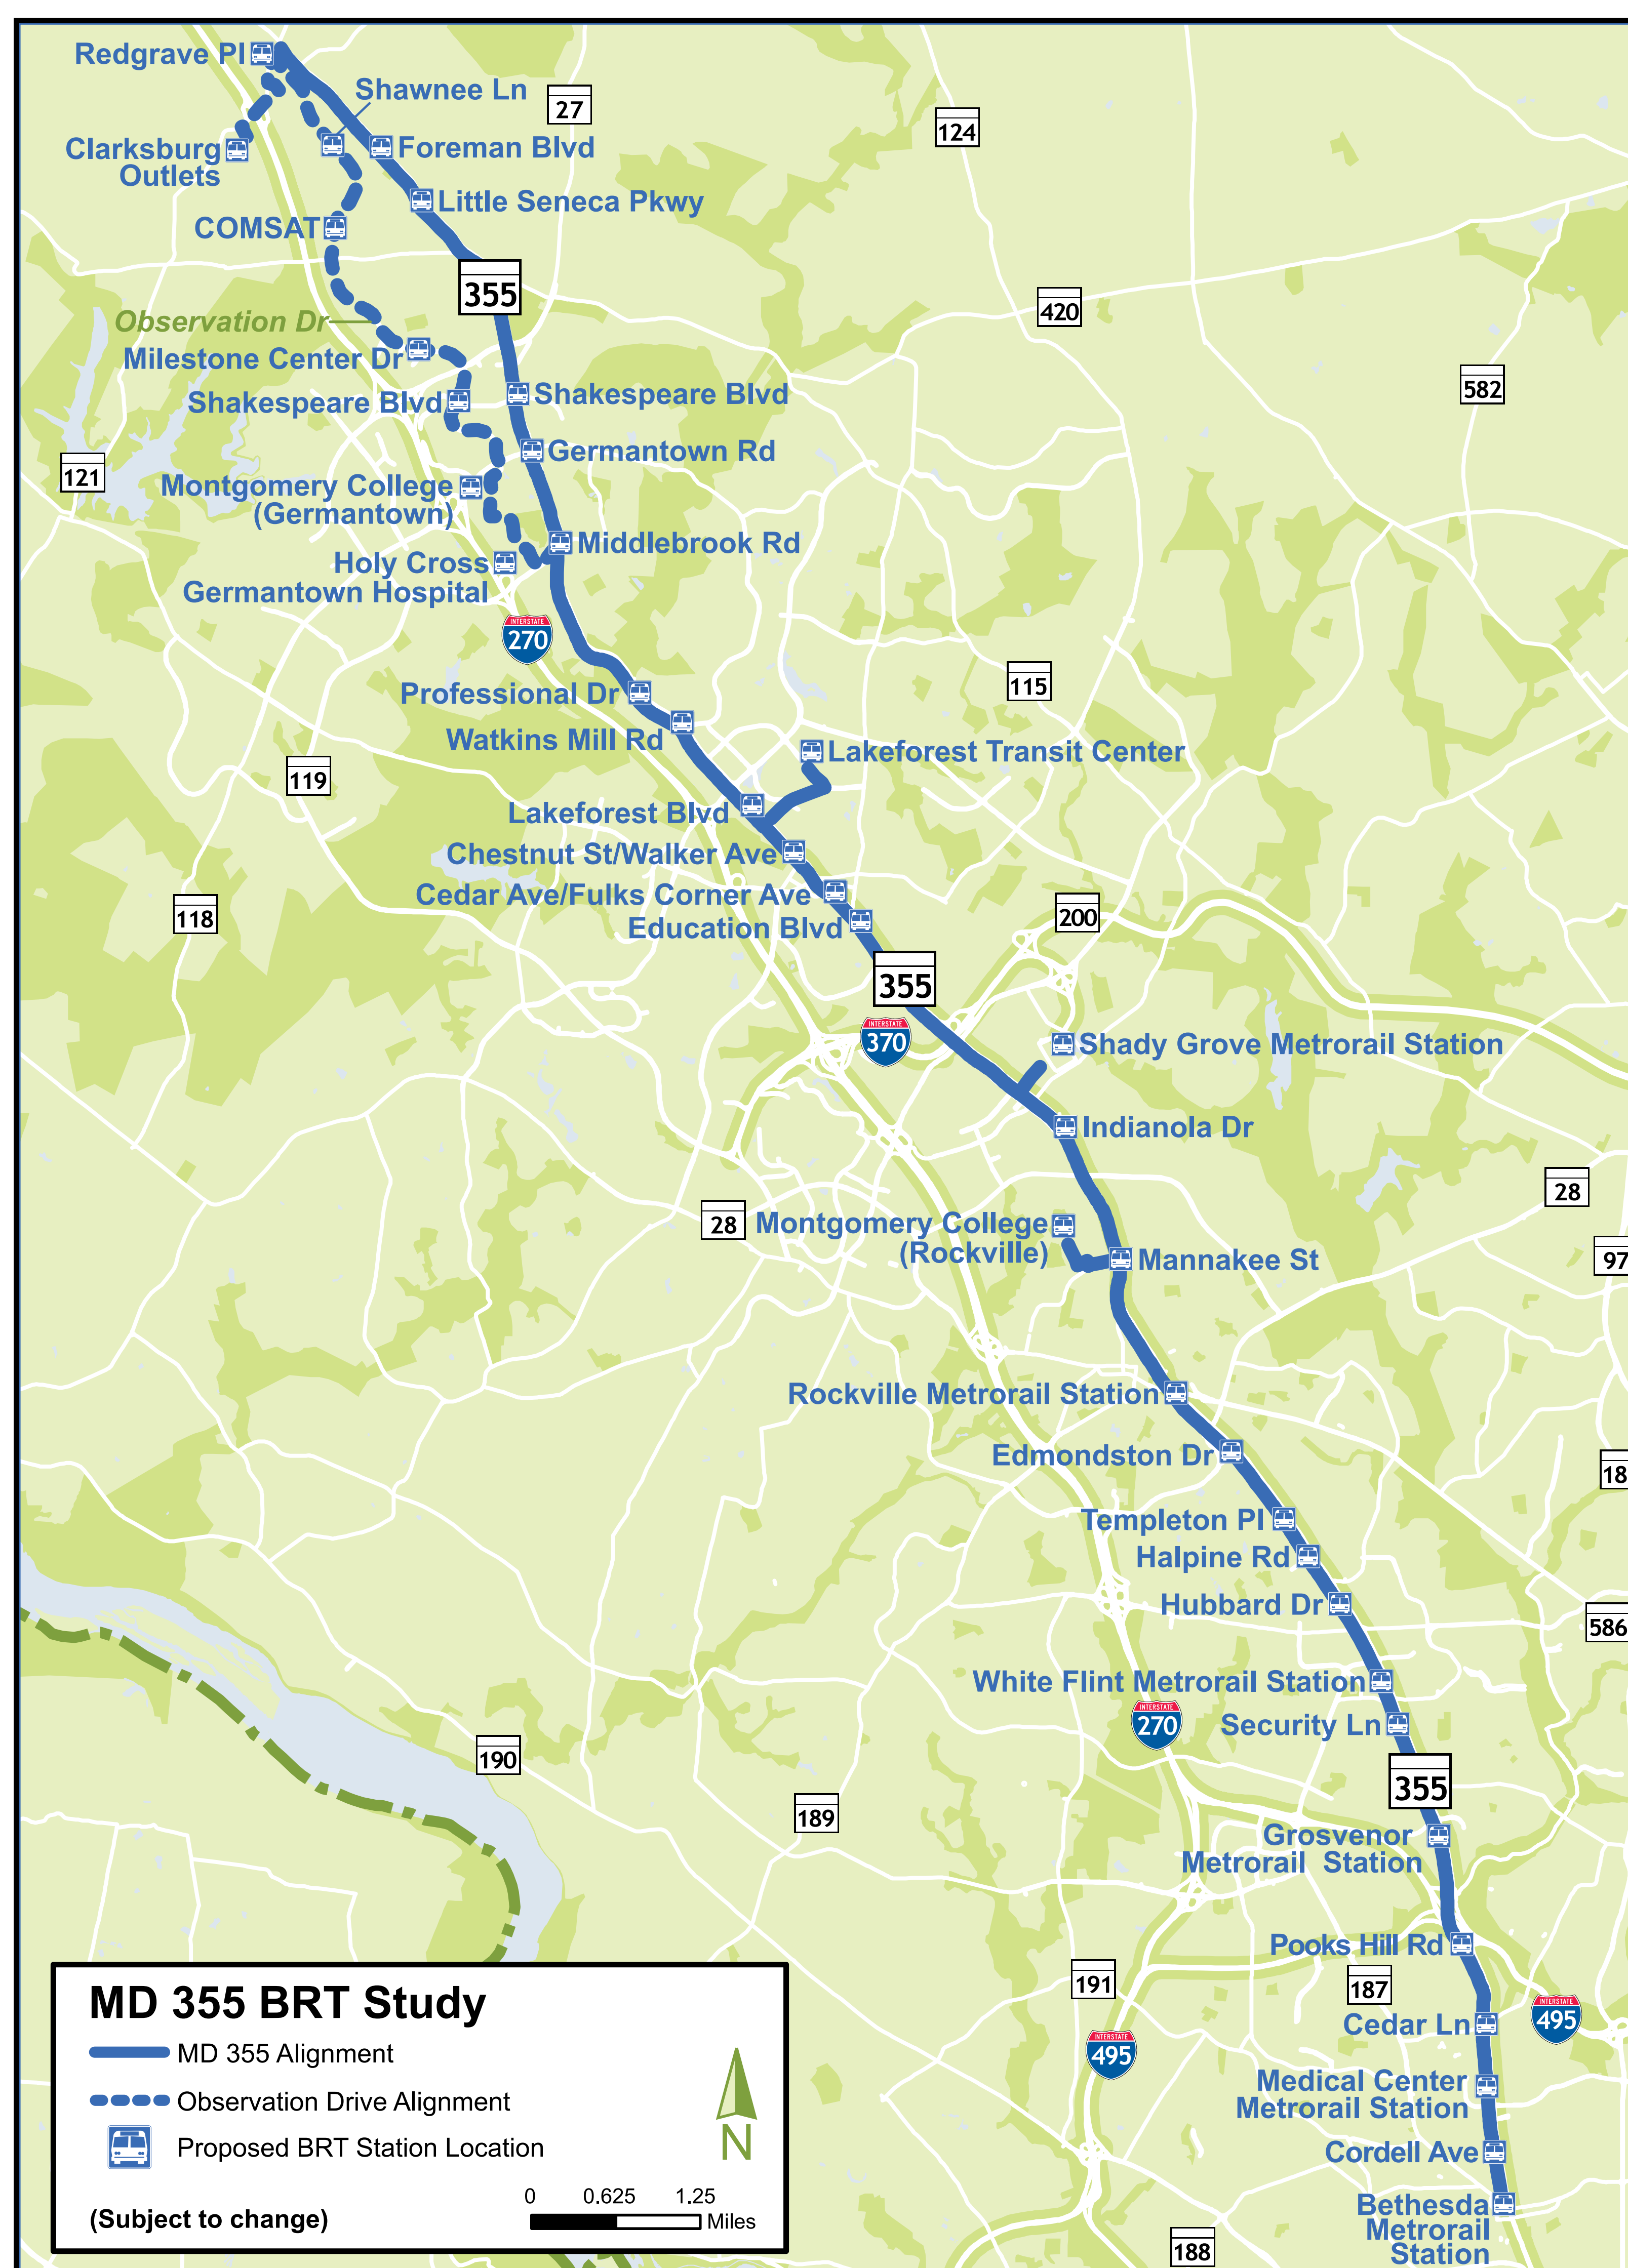 Redgrave Pl
Shawnee Ln
27
124
Clarksburg
Outlets
Foreman Blvd
Little Seneca Pkwy
COMSAT
355
420
Observation Dr
Milestone Center Dr
Shakespeare Blvd
Shakespeare Blvd
582
Germantown Rd
121
Montgomery College
(Germantown)
Middlebrook Rd
Holy Cross
Germantown Hospital
INTERSTATE
270
115
Professional Dr
Watkins Mill Rd
Lakeforest Transit Center
119
Lakeforest Blvd
Chestnut St/Walker Ave
Cedar Ave/Fulks Corner Ave
118
200
Education Blvd
355
INTERSTATE
370
Shady Grove Metrorail Station
Indianola Dr
28
28
Montgomery College
(Rockville)
Mannakee St
97
Rockville Metrorail Station
Edmondston Dr
18
Templeton Pl
Halpine Rd
Hubbard Dr
586
White Flint Metrorail Station
INTERSTATE
270
Security Ln
190
355
189
Grosvenor
Metrorail Station
Pooks Hill Rd
191
187
INTERSTATE
495
Cedar Ln
INTERSTATE
495
Medical Center
Metrorail Station
Cordell Ave
Bethesda
Metrorail
Station
188
MD 355 BRT Study
MD 355 Alignment
Observation Drive Alignment
Proposed BRT Station Location
N
(Subject to change)
0 0.625 1.25
Miles